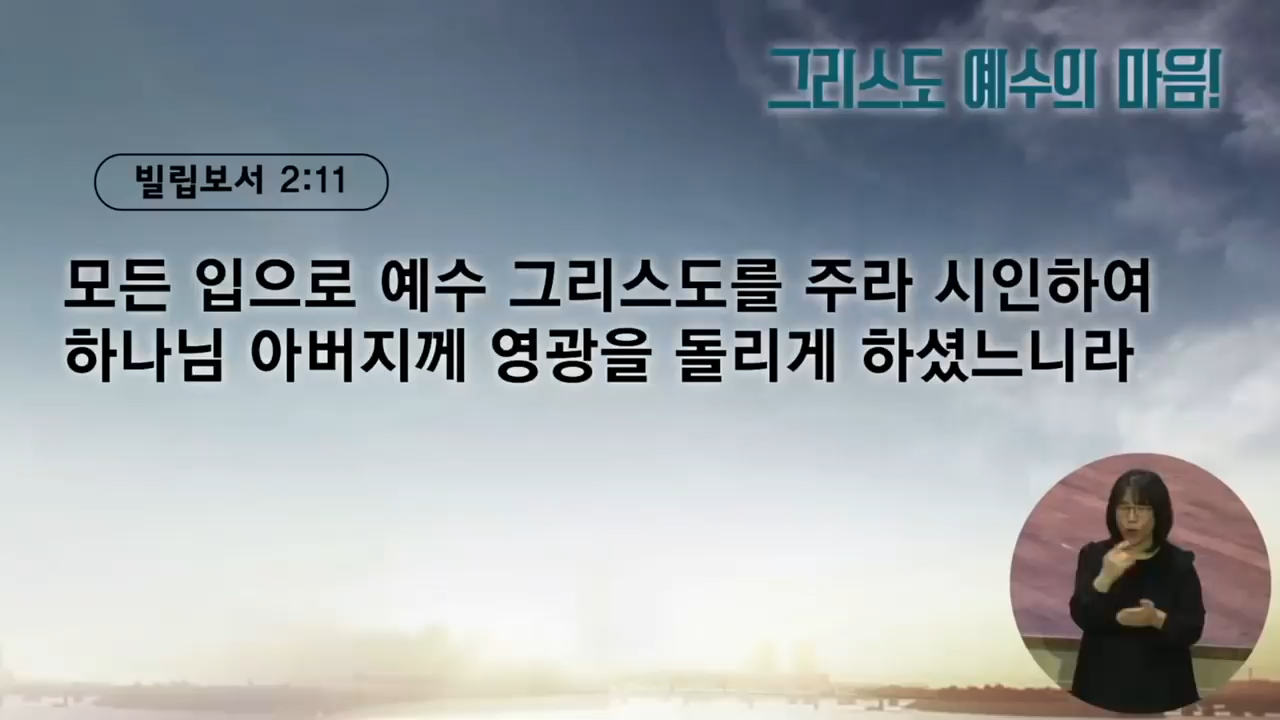 그리스도 예수의 마음!
빌립보서 2:11
모든 입으로 예수 그리스도를 주라 시인하여
하나님 아버지께 영광을 돌리게 하셨느니라